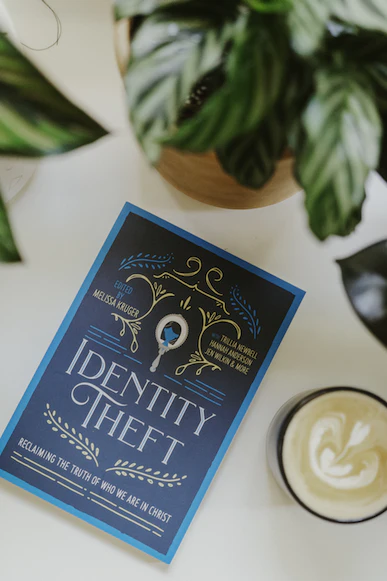 EDITED
BY
MELISSA KRUGER
WITH TRILLIA NEWBELL
HANNAH ANDERSON
JEN WILKIN & MORE
IDENTITY
THEFT
RECLAIMING THE TRUTH OF WHO WE ARE IN CHRIST